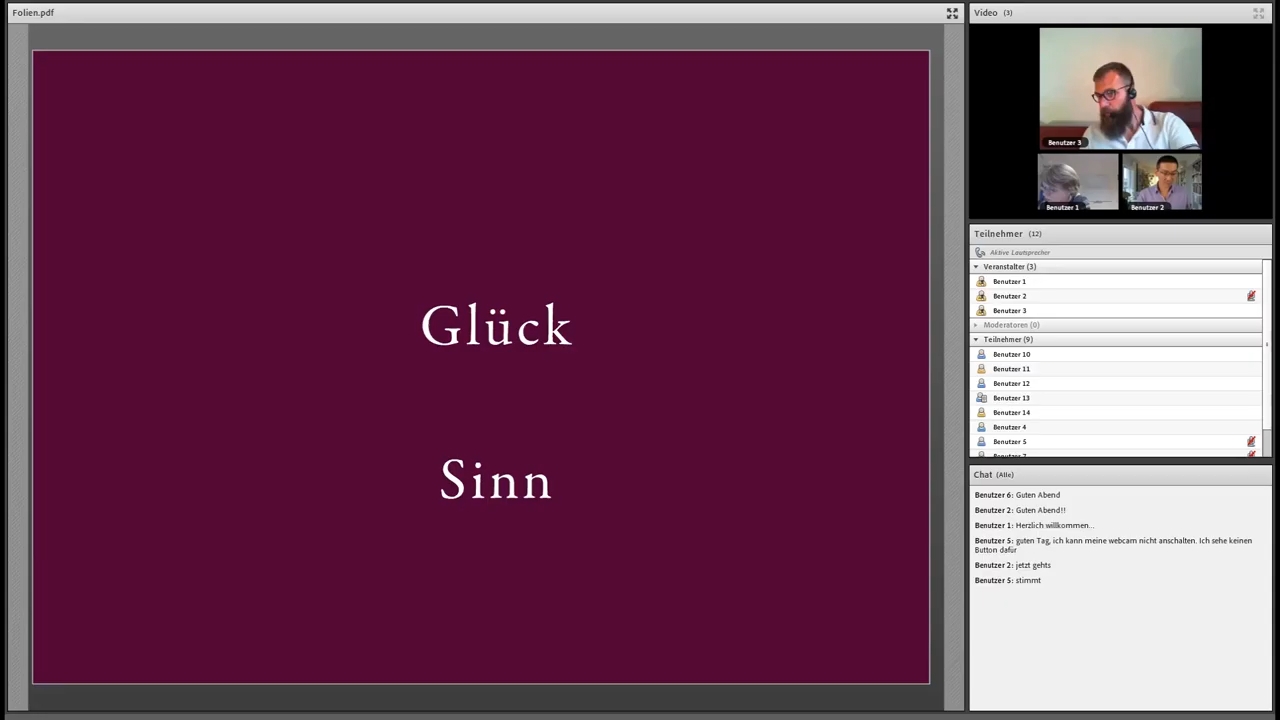 Folien.pdf
Glück
Sinn
Video (3)
Benutzer 3
Benutzer 1
Benutzer 2
Teilnehmer (12)
Aktive Lautsprecher
Veranstalter (3)
Benutzer 1
Benutzer 2
Benutzer 3
Moderatoren (0)
Teilnehmer (9)
Benutzer 10
Benutzer 11
Benutzer 12
Benutzer 13
Benutzer 14
Benutzer 4
Benutzer 5
Benutzer 7
Chat (Alle)
Benutzer 6: Guten Abend
Benutzer 2: Guten Abend!!
Benutzer 1: Herzlich willkommen...
Benutzer 5: guten Tag, ich kann meine webcam nicht anschalten. Ich sehe keinen
Button dafür
Benutzer 2: jetzt gehts
Benutzer 5: stimmt